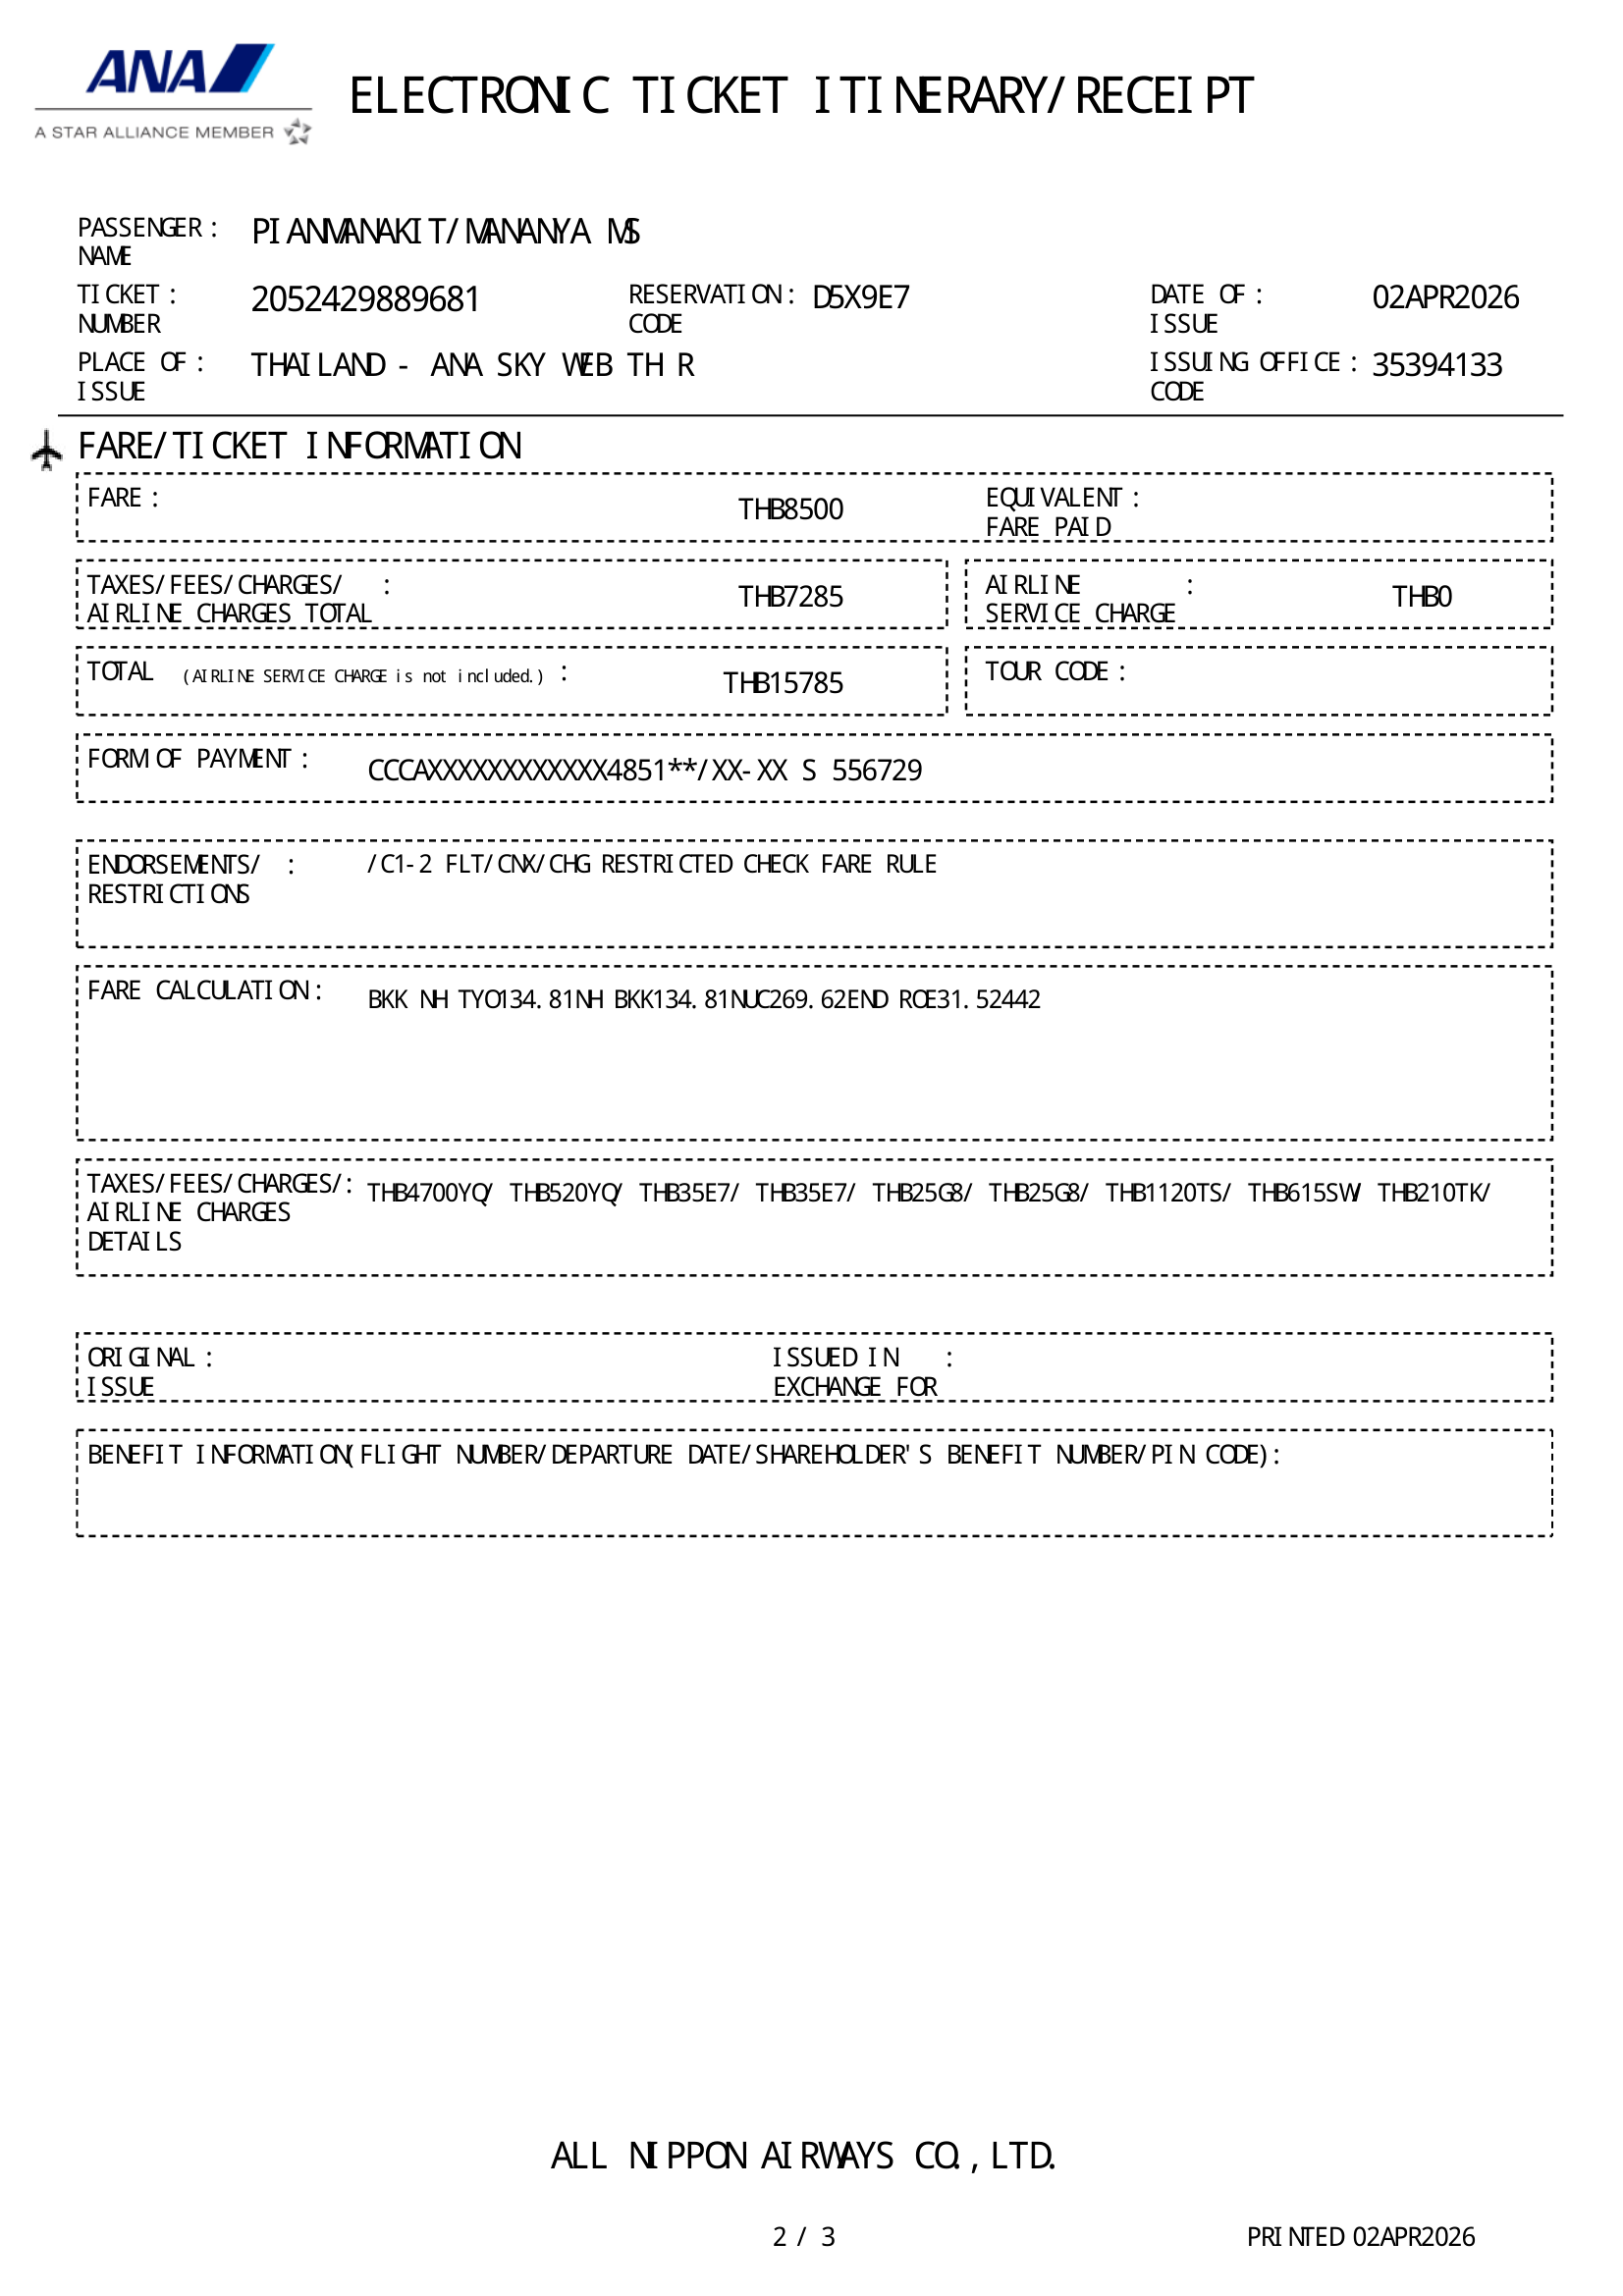 ANA
A STAR ALLIANCE MEMBER
ELECTRONIC TICKET ITINERARY/RECEIPT
PASSENGER : PIANMANAKIT/MANANYA MS
NAME
TICKET : 2052429889681 RESERVATION : D5X9E7 DATE OF : 02APR2026
NUMBER CODE ISSUE
PLACE OF : THAILAND - ANA SKY WEB TH R ISSUING OFFICE : 35394133
ISSUE CODE
FARE/TICKET INFORMATION
FARE : THB8500 EQUIVALENT :
FARE PAID
TAXES/FEES/CHARGES/ : THB7285 AIRLINE : THB0
AIRLINE CHARGES TOTAL SERVICE CHARGE
TOTAL (AIRLINE SERVICE CHARGE is not included.) : THB15785 TOUR CODE :
FORM OF PAYMENT : CCCAXXXXXXXXXXXX4851**/XX-XX S 556729
ENDORSEMENTS/ : /C1-2 FLT/CNX/CHG RESTRICTED CHECK FARE RULE
RESTRICTIONS
FARE CALCULATION : BKK NH TYO134.81NH BKK134.81NUC269.62END ROE31.52442
TAXES/FEES/CHARGES/ : THB4700YQ/ THB520YQ/ THB35E7/ THB35E7/ THB25G8/ THB25G8/ THB1120TS/ THB615SW/ THB210TK/
AIRLINE CHARGES
DETAILS
ORIGINAL : ISSUED IN :
ISSUE EXCHANGE FOR
BENEFIT INFORMATION(FLIGHT NUMBER/DEPARTURE DATE/SHAREHOLDER'S BENEFIT NUMBER/PIN CODE):
ALL NIPPON AIRWAYS CO.,LTD.
2 / 3 PRINTED 02APR2026